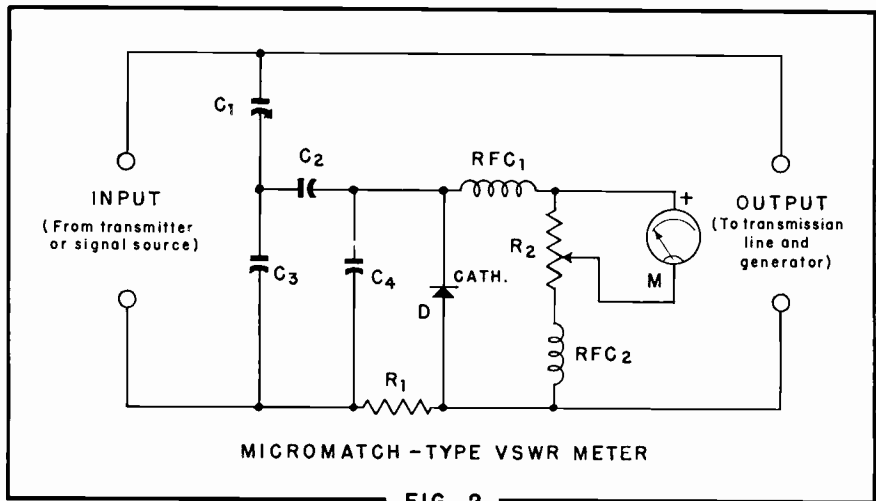 C1
C2
RFC1
INPUT
(From transmitter
or signal source)
+
OUTPUT
(To transmissian
line and
generator)
R2
M
C3
C4
CATH.
D
RFC2
R1
MICROMATCH-TYPE VSWR METER
FIG. 2